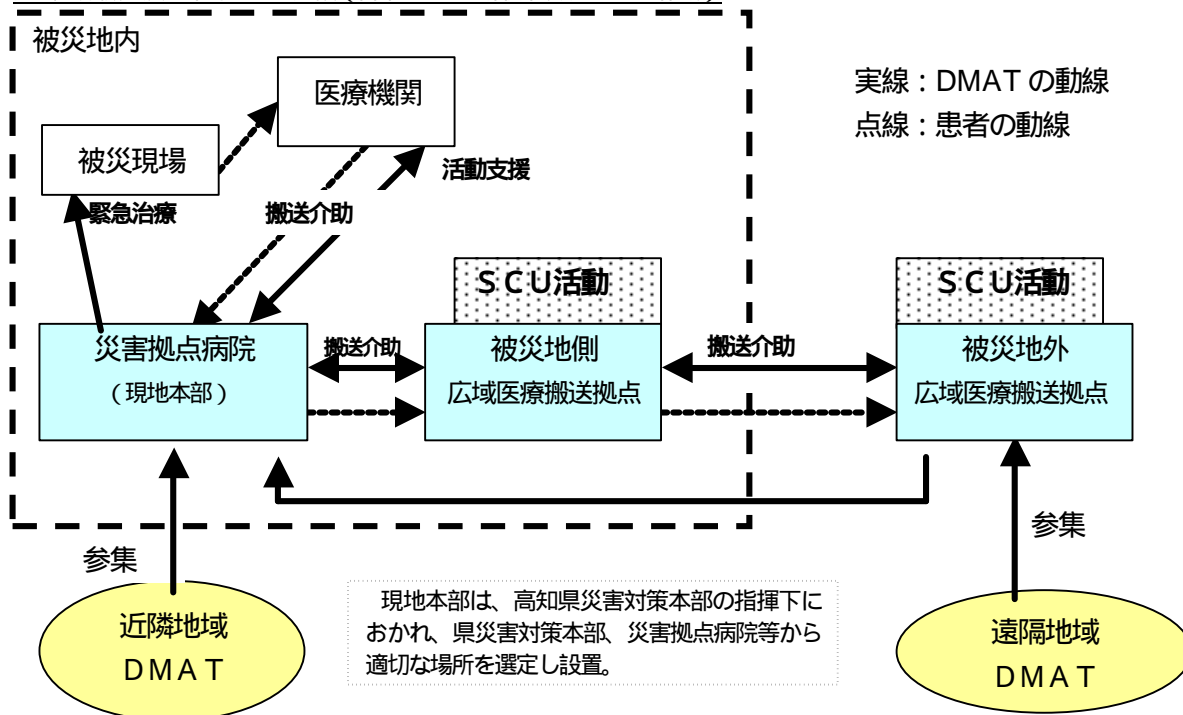 被災地内
医療機関
実線：DMATの動線
点線：患者の動線
被災現場
活動支援
緊急治療
搬送介助
ＳＣＵ活動
ＳＣＵ活動
災害拠点病院
（現地本部）
搬送介助
被災地側
広域医療搬送拠点
搬送介助
被災地外
広域医療搬送拠点
参集
参集
近隣地域
ＤＭＡＴ
現地本部は、高知県災害対策本部の指揮下に
おかれ、県災害対策本部、災害拠点病院等から
適切な場所を選定し設置。
遠隔地域
ＤＭＡＴ